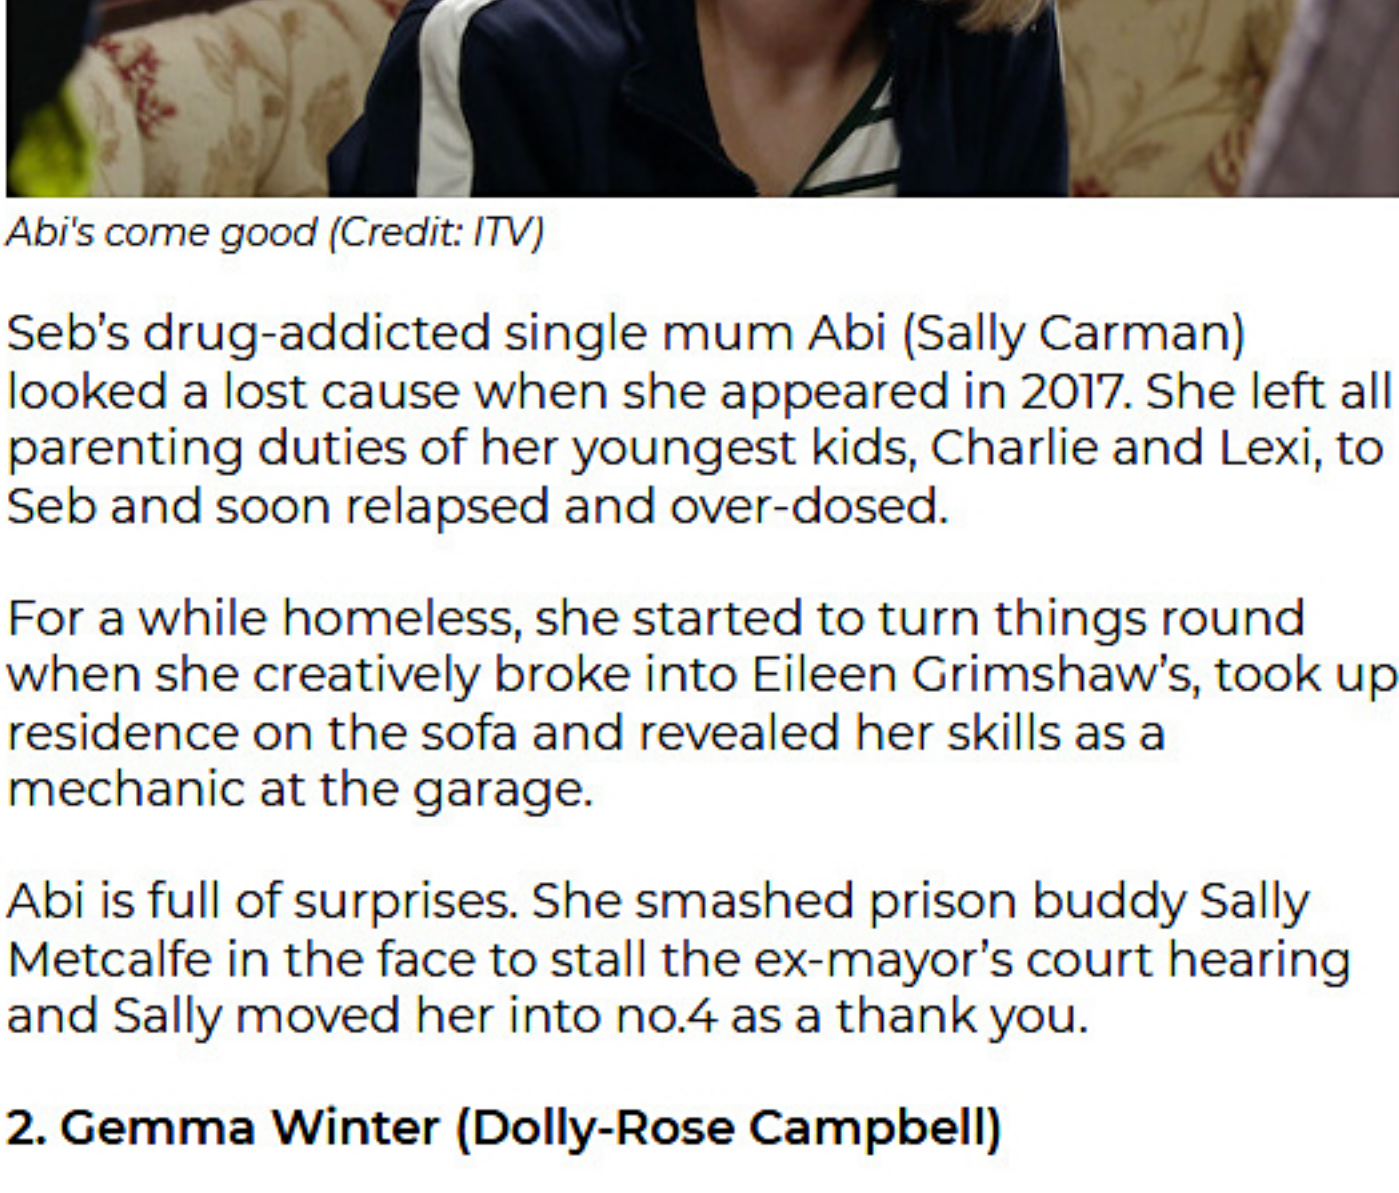 Abi's come good (Credit: ITV)
Seb’s drug-addicted single mum Abi (Sally Carman)
looked a lost cause when she appeared in 2017. She left all
parenting duties of her youngest kids, Charlie and Lexi, to
Seb and soon relapsed and over-dosed.
For a while homeless, she started to turn things round
when she creatively broke into Eileen Grimshaw’s, took up
residence on the sofa and revealed her skills as a
mechanic at the garage.
Abi is full of surprises. She smashed prison buddy Sally
Metcalfe in the face to stall the ex-mayor’s court hearing
and Sally moved her into no.4 as a thank you.
2. Gemma Winter (Dolly-Rose Campbell)